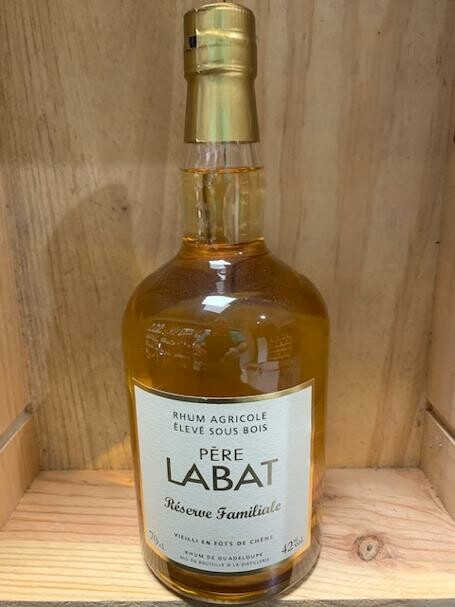 RHUM AGRICOLE
ÉLEVÉ SOUS BOIS
PÈRE
LABAT
Réserve Familiale
VIEILLI EN FÛTS DE CHÊNE
70cl 42%vol
RHUM DE GUADELOUPE
MIS EN BOUTEILLE À LA DISTILLERIE